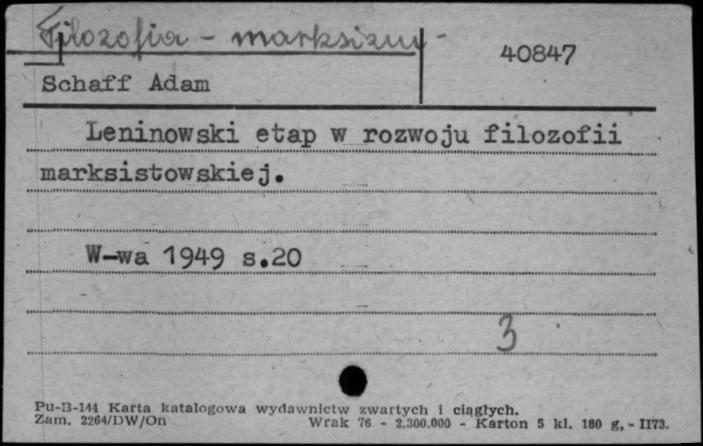 Filozofia - marksizm -
40847
Schaff Adam
Leninowski etap w rozwoju filozofii
marksistowskiej.
W-wa 1949 s.20
3
Pu-B-144 Karta katalogowa wydawnictw zwartych i ciągłych.
Zam. 2264/DW/On Wrak 76 - 2.300.000 - Karton 5 kl. 180 g, - II73.